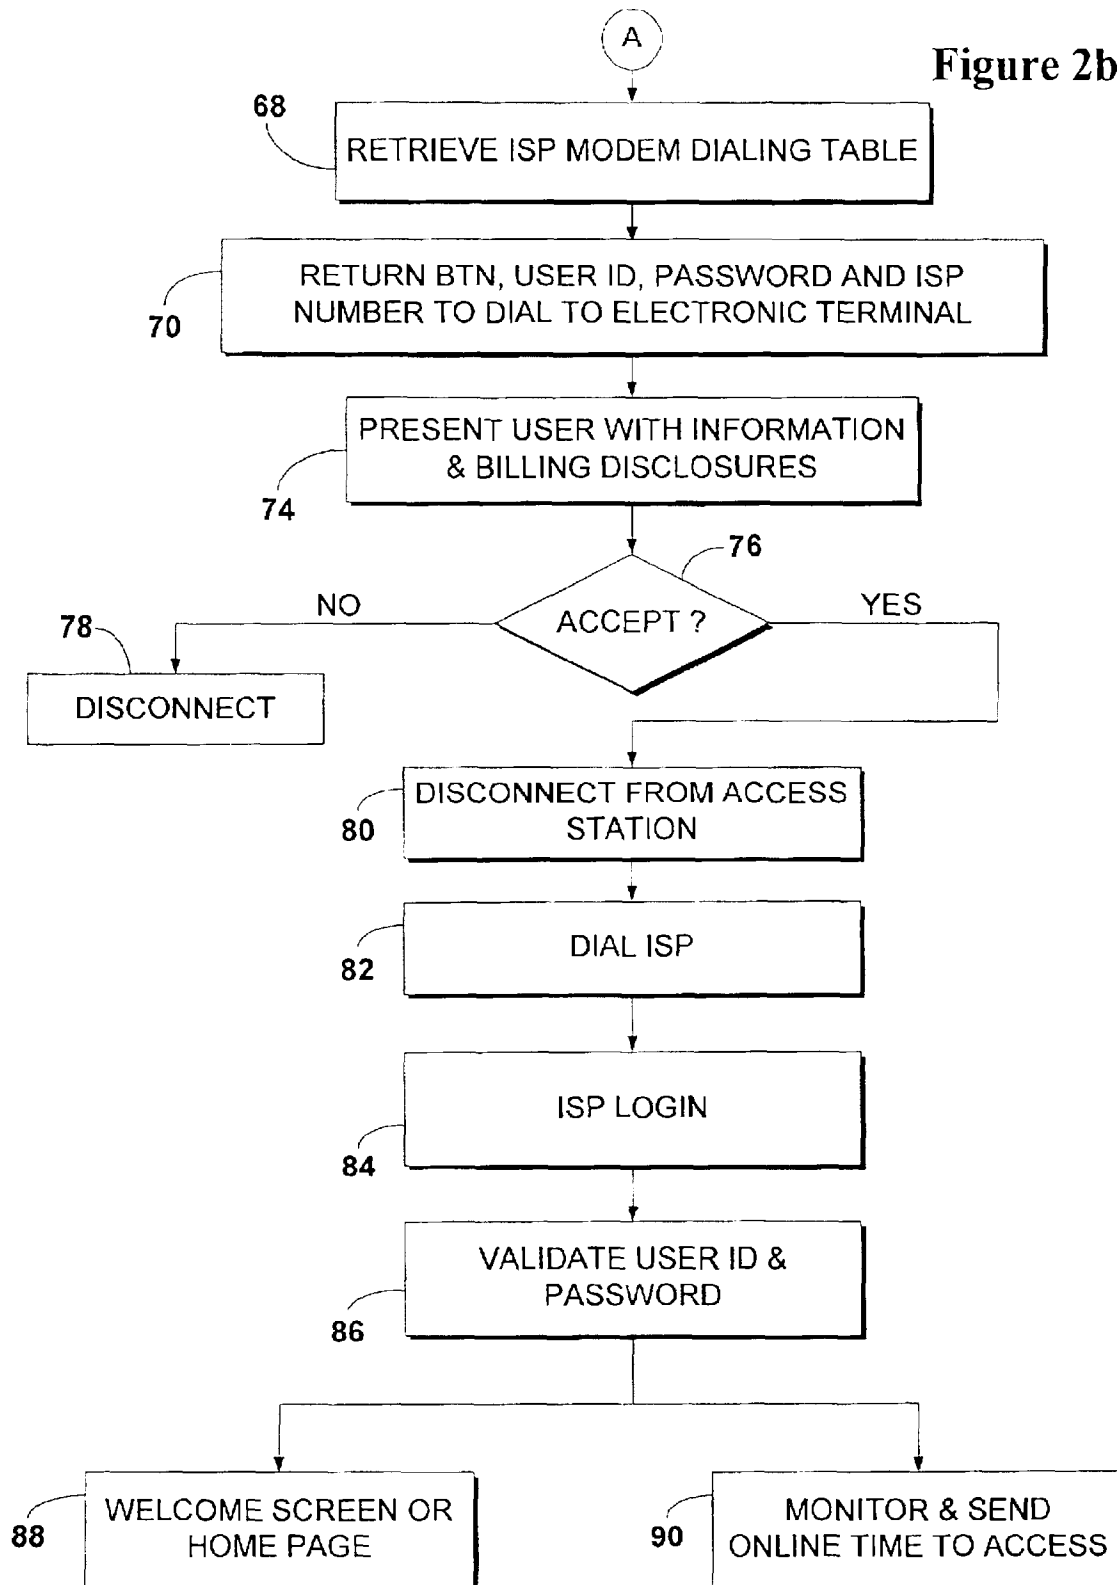 A
Figure 2b
68
RETRIEVE ISP MODEM DIALING TABLE
RETURN BTN, USER ID, PASSWORD AND ISP
NUMBER TO DIAL TO ELECTRONIC TERMINAL
70
PRESENT USER WITH INFORMATION
& BILLING DISCLOSURES
74
76
NO
ACCEPT ?
YES
78
DISCONNECT
DISCONNECT FROM ACCESS
STATION
80
DIAL ISP
82
ISP LOGIN
84
VALIDATE USER ID &
PASSWORD
86
WELCOME SCREEN OR
HOME PAGE
88
MONITOR & SEND
ONLINE TIME TO ACCESS
90